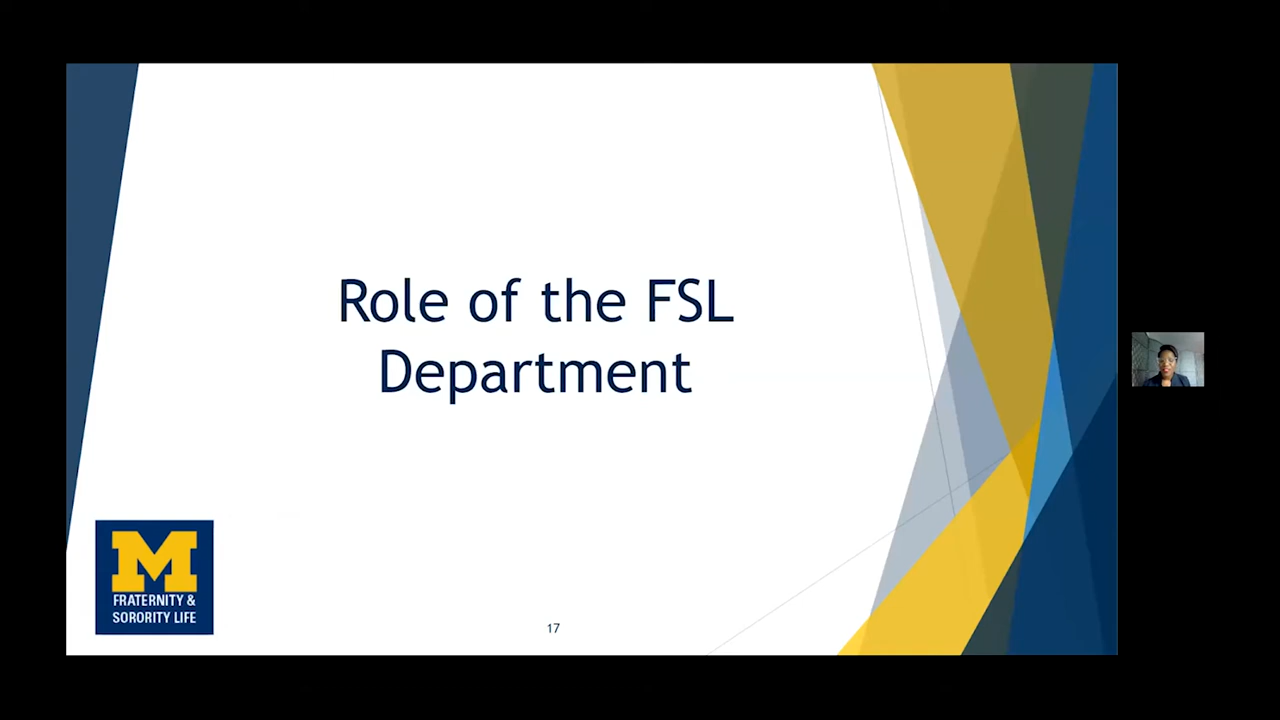 Role of the FSL
Department
M
FRATERNITY &
SORORITY LIFE
17